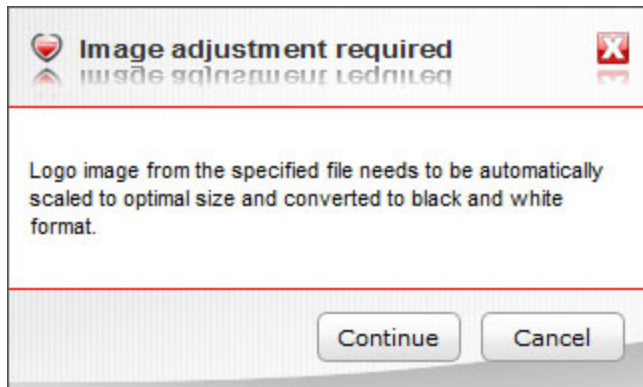 Image adjustment required
Logo image from the specified file needs to be automatically
scaled to optimal size and converted to black and white
format.
Continue Cancel